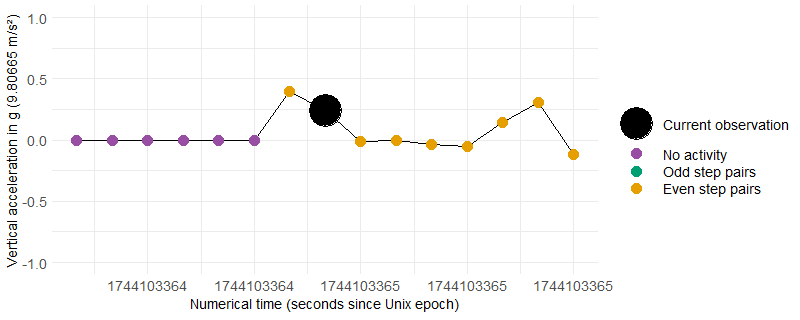 Vertical acceleration in g (9.80665 m/s²)
1.0
0.5
0.0
-0.5
-1.0
1744103364 1744103364 1744103365 1744103365 1744103365
Numerical time (seconds since Unix epoch)
Current observation
No activity
Odd step pairs
Even step pairs